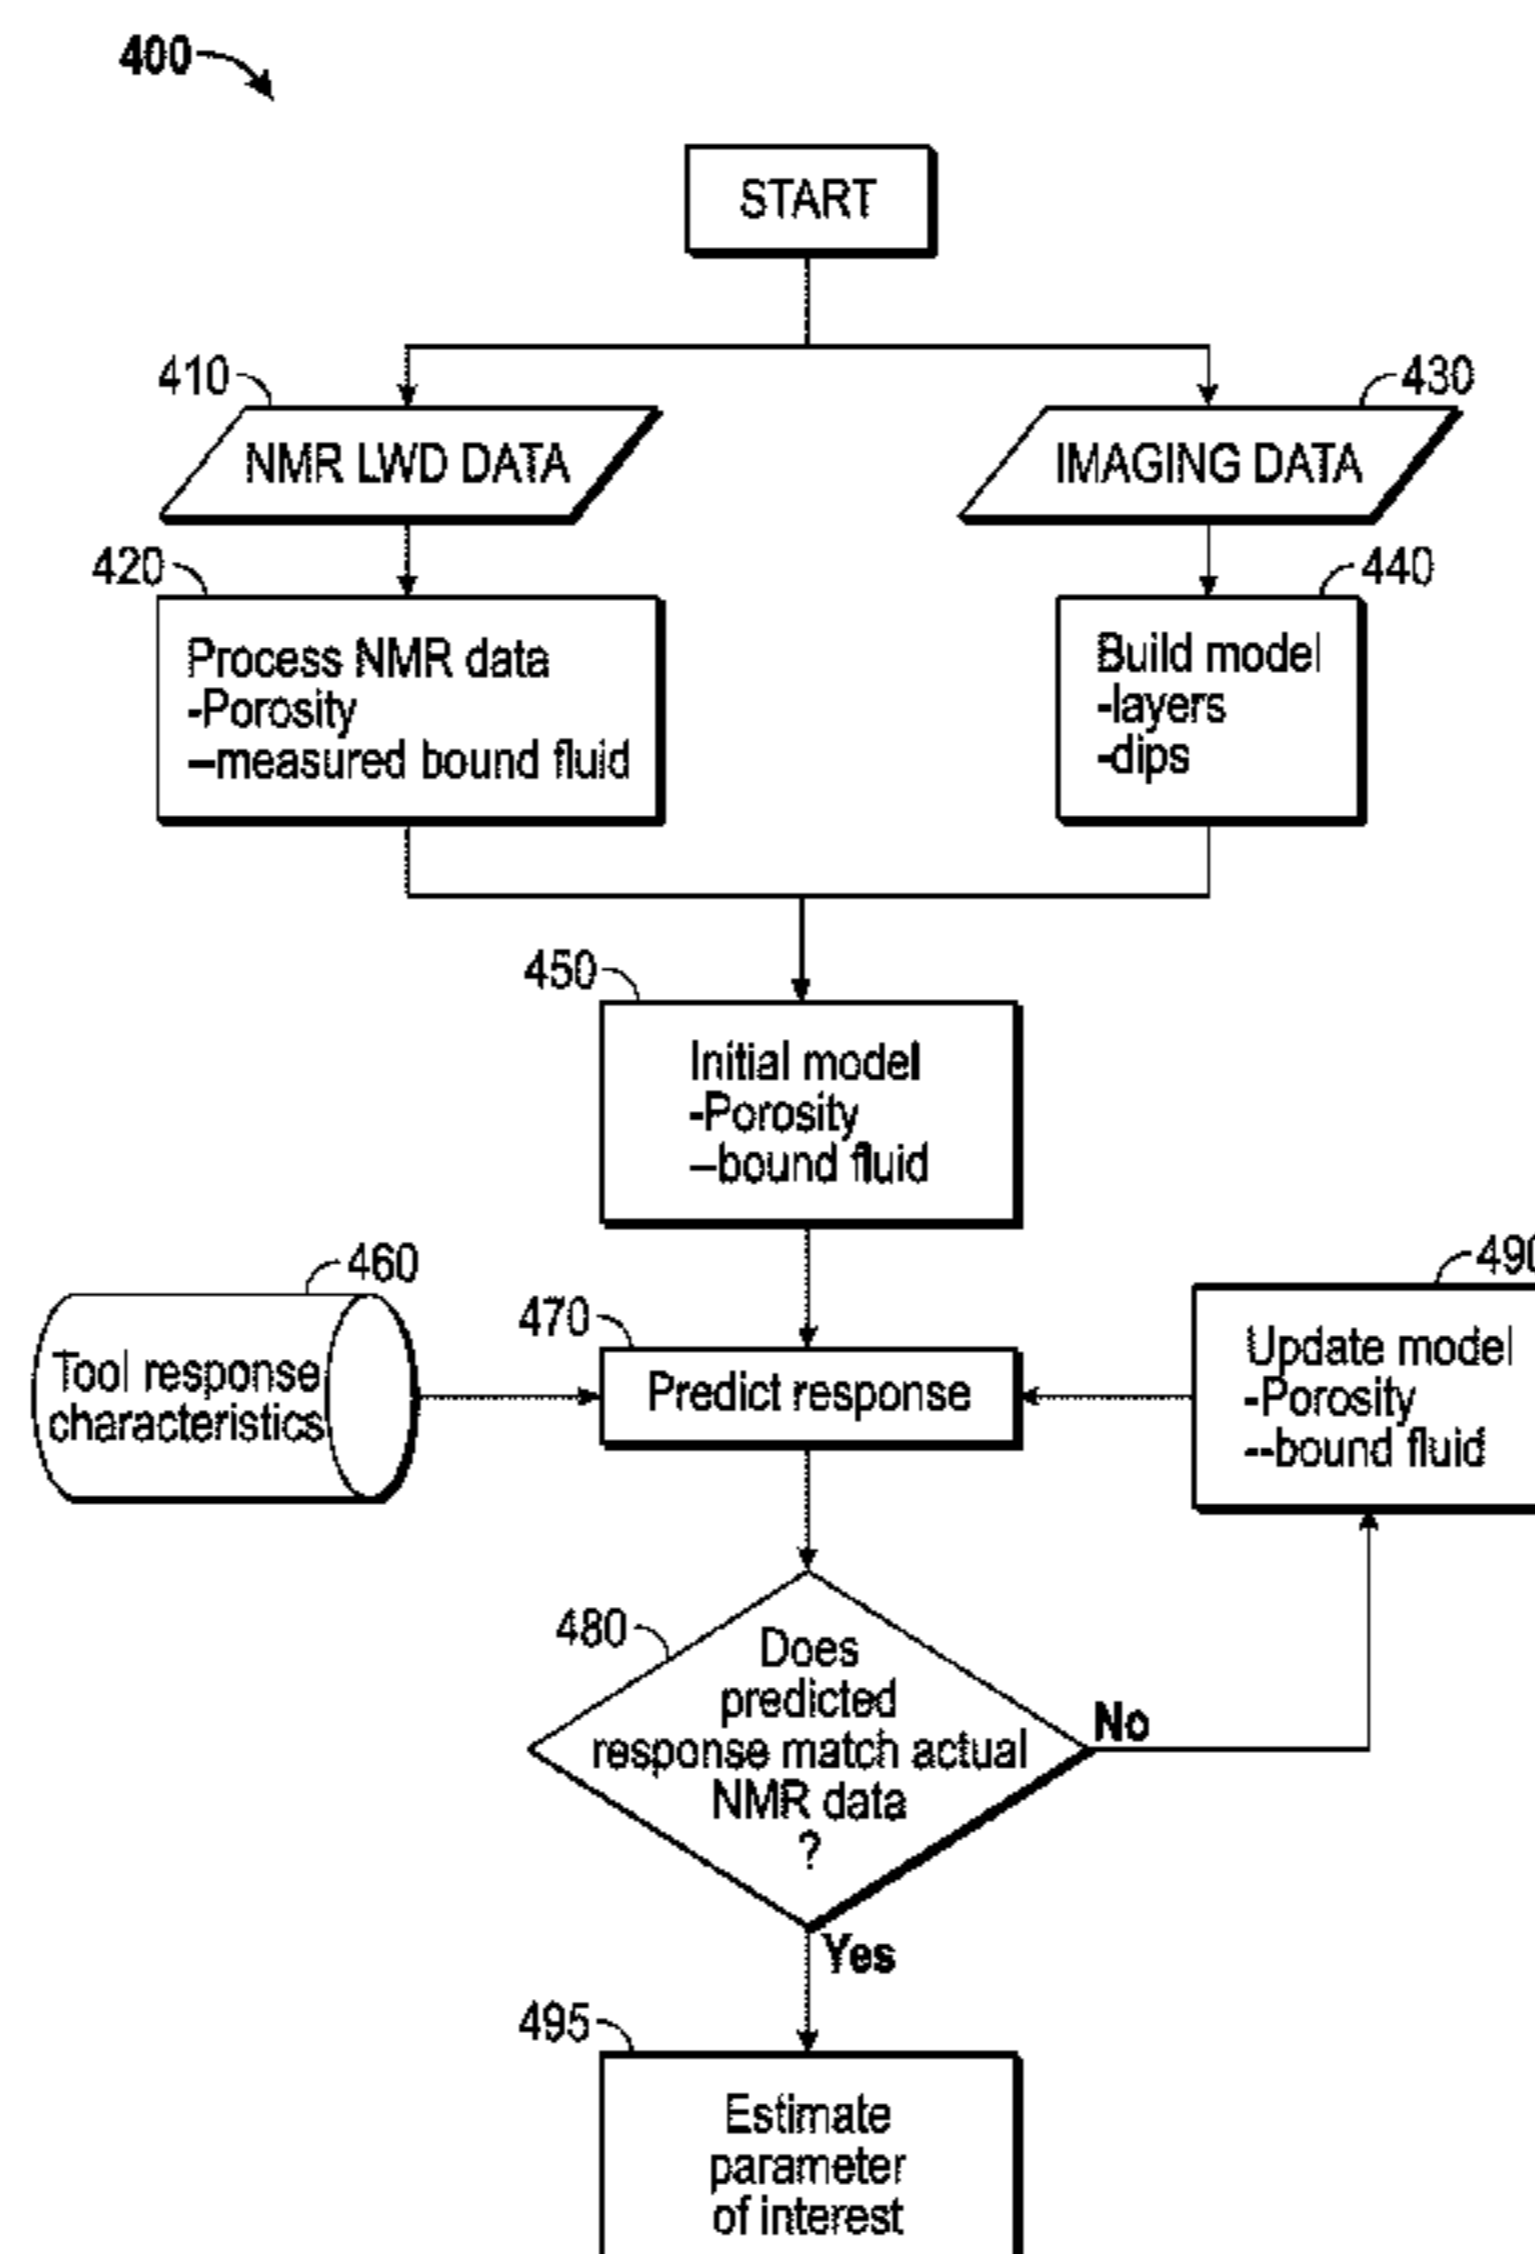 400
START
410
NMR LWD DATA
430
IMAGING DATA
420
Process NMR data
-Porosity
–measured bound fluid
440
Build model
-layers
-dips
450
Initial model
-Porosity
–bound fluid
460
Tool response
characteristics
470
Predict response
490
Update model
-Porosity
--bound fluid
480
Does
predicted
response match actual
NMR data
?
No
Yes
495
Estimate
parameter
of interest